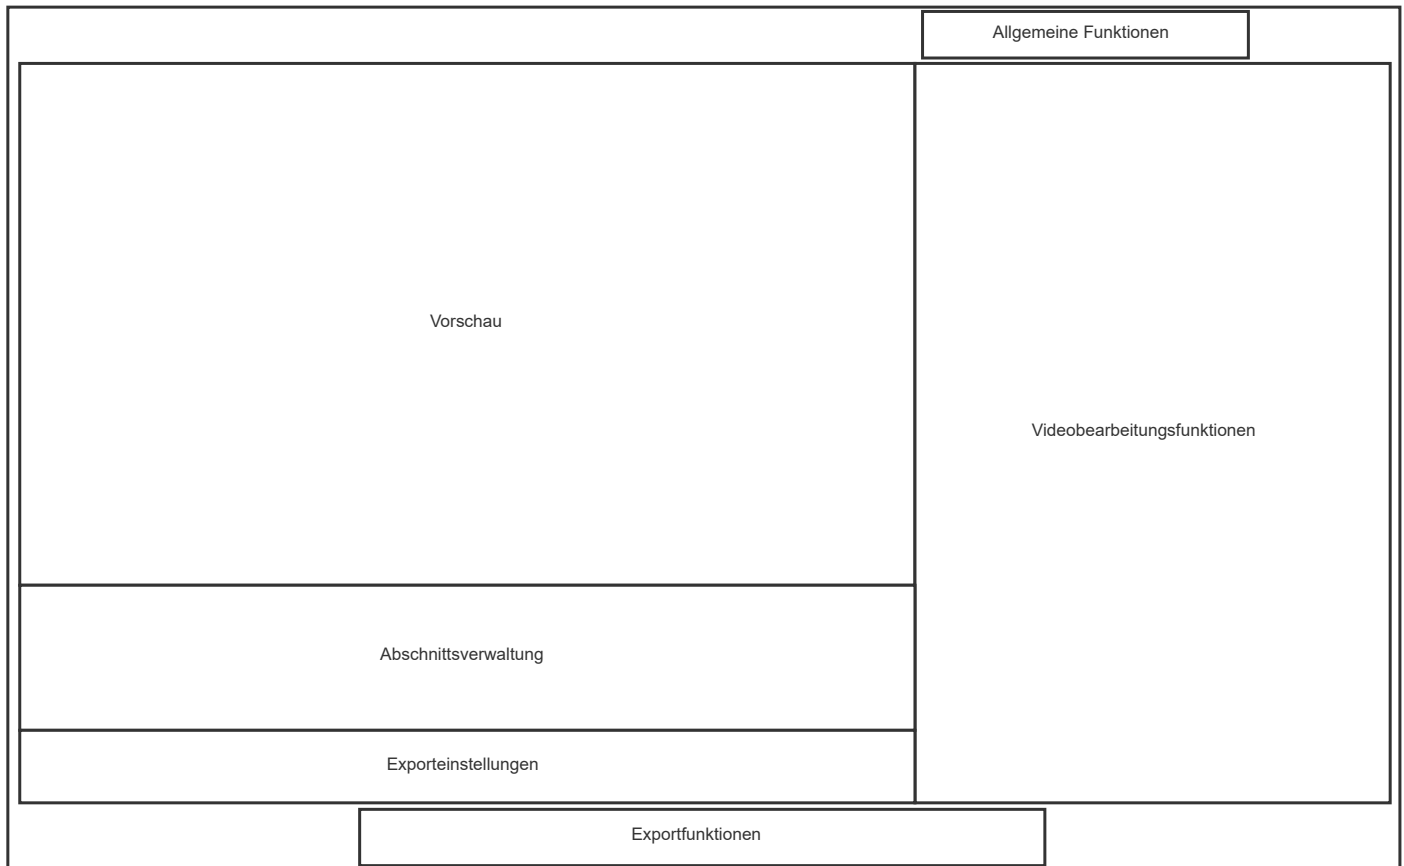 Allgemeine Funktionen
Vorschau
Videobearbeitungsfunktionen
Abschnittsverwaltung
Exporteinstellungen
Exportfunktionen